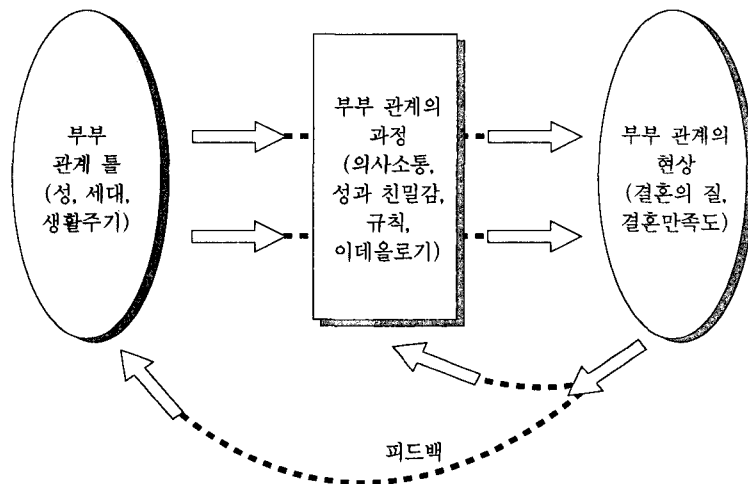 부부
관계 틀
(성, 세대,
생활주기)
부부 관계의
과정
(의사소통,
성과 친밀감,
규칙,
이데올로기)
부부 관계의
현상
(결혼의 질,
결혼만족도)
피드백